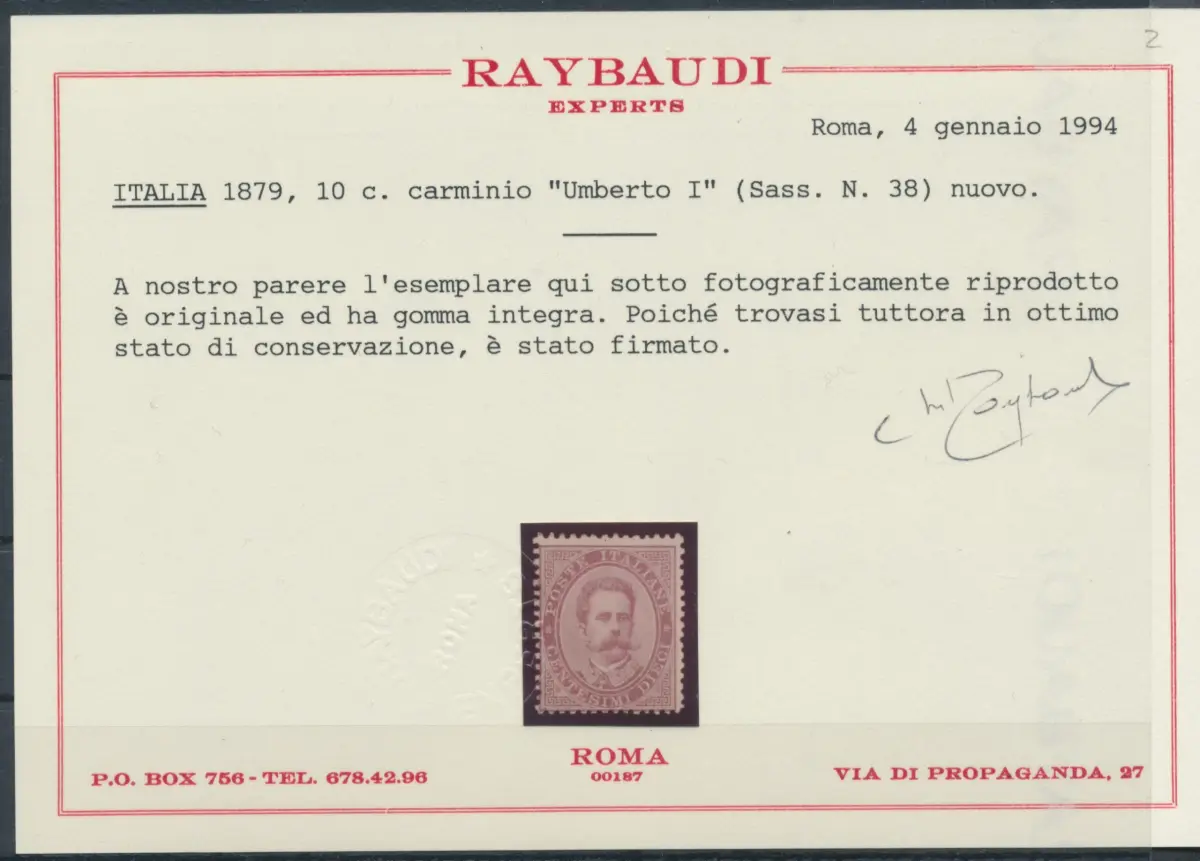 2
RAYBAUDI
EXPERTS
Roma, 4 gennaio 1994
ITALIA 1879, 10 c. carminio "Umberto I" (Sass. N. 38) nuovo.
A nostro parere l'esemplare qui sotto fotograficamente riprodotto
è originale ed ha gomma integra. Poiché trovasi tuttora in ottimo
stato di conservazione, è stato firmato.
POSTE ITALIANE
CENTESIMI DIECI
ROMA
ROMA
00187
P.O. BOX 756 - TEL. 678.42.96
VIA DI PROPAGANDA, 27